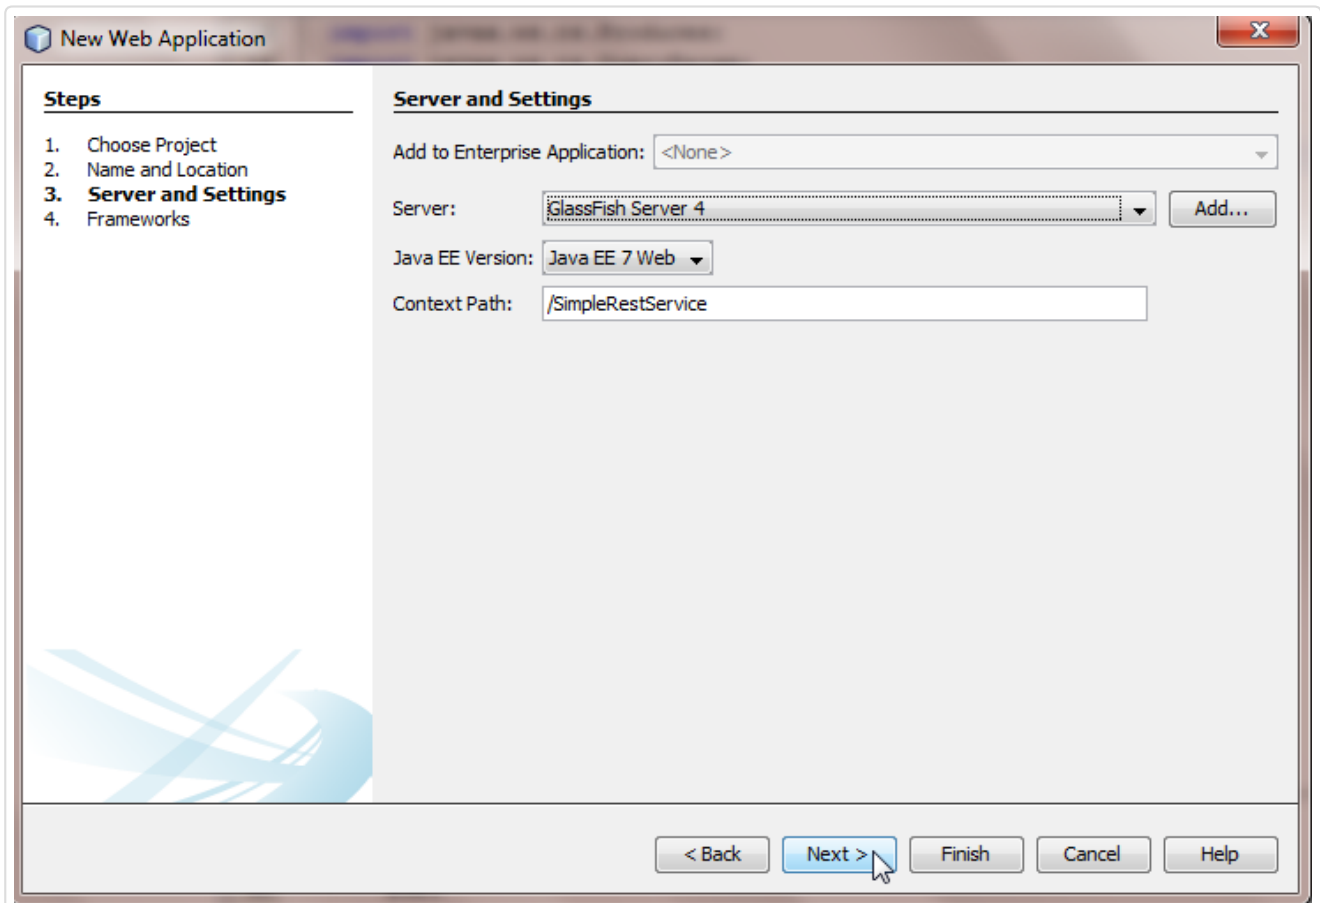 New Web Application
Steps
1. Choose Project
2. Name and Location
3. Server and Settings
4. Frameworks
Server and Settings
Add to Enterprise Application: <None>
Server: GlassFish Server 4 Add...
Java EE Version: Java EE 7 Web
Context Path: /SimpleRestService
< Back Next > Finish Cancel Help